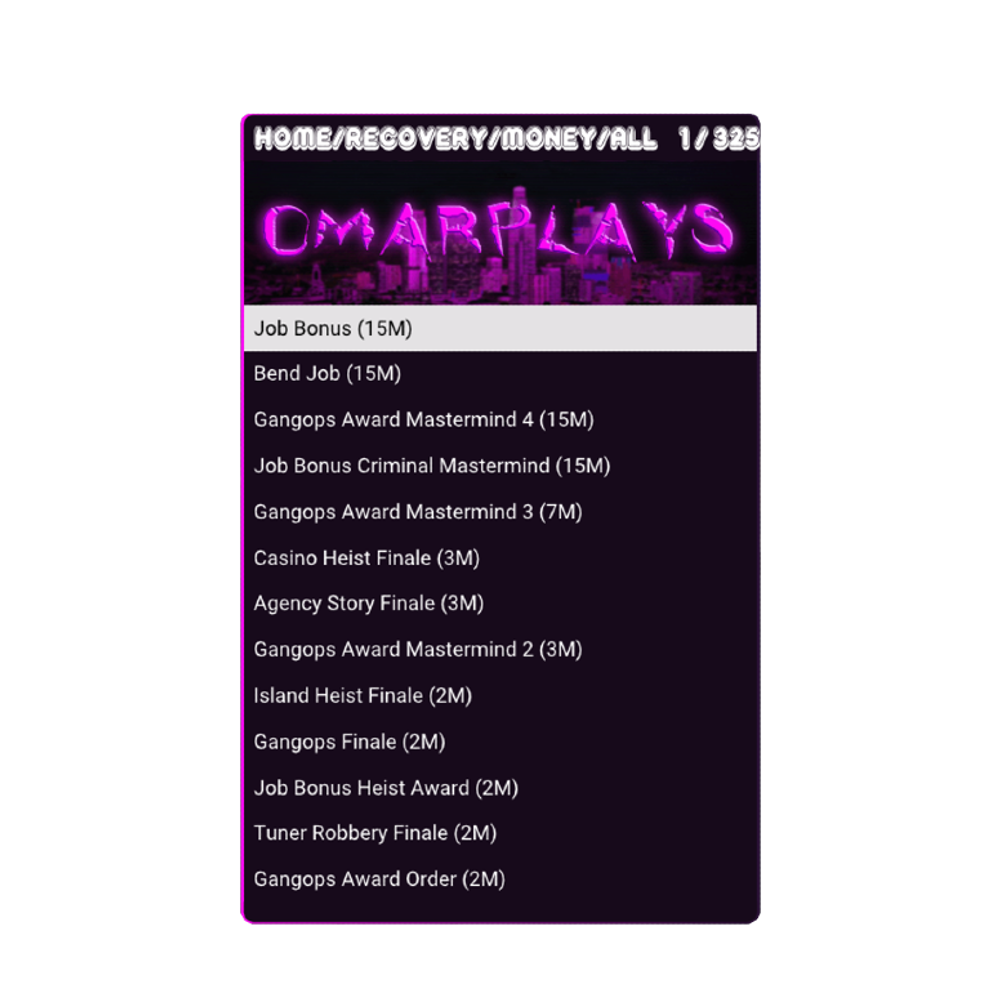 HOME/RECOVERY/MONEY/ALL 1/325
OMARPLAYS
Job Bonus (15M)
Bend Job (15M)
Gangops Award Mastermind 4 (15M)
Job Bonus Criminal Mastermind (15M)
Gangops Award Mastermind 3 (7M)
Casino Heist Finale (3M)
Agency Story Finale (3M)
Gangops Award Mastermind 2 (3M)
Island Heist Finale (2M)
Gangops Finale (2M)
Job Bonus Heist Award (2M)
Tuner Robbery Finale (2M)
Gangops Award Order (2M)